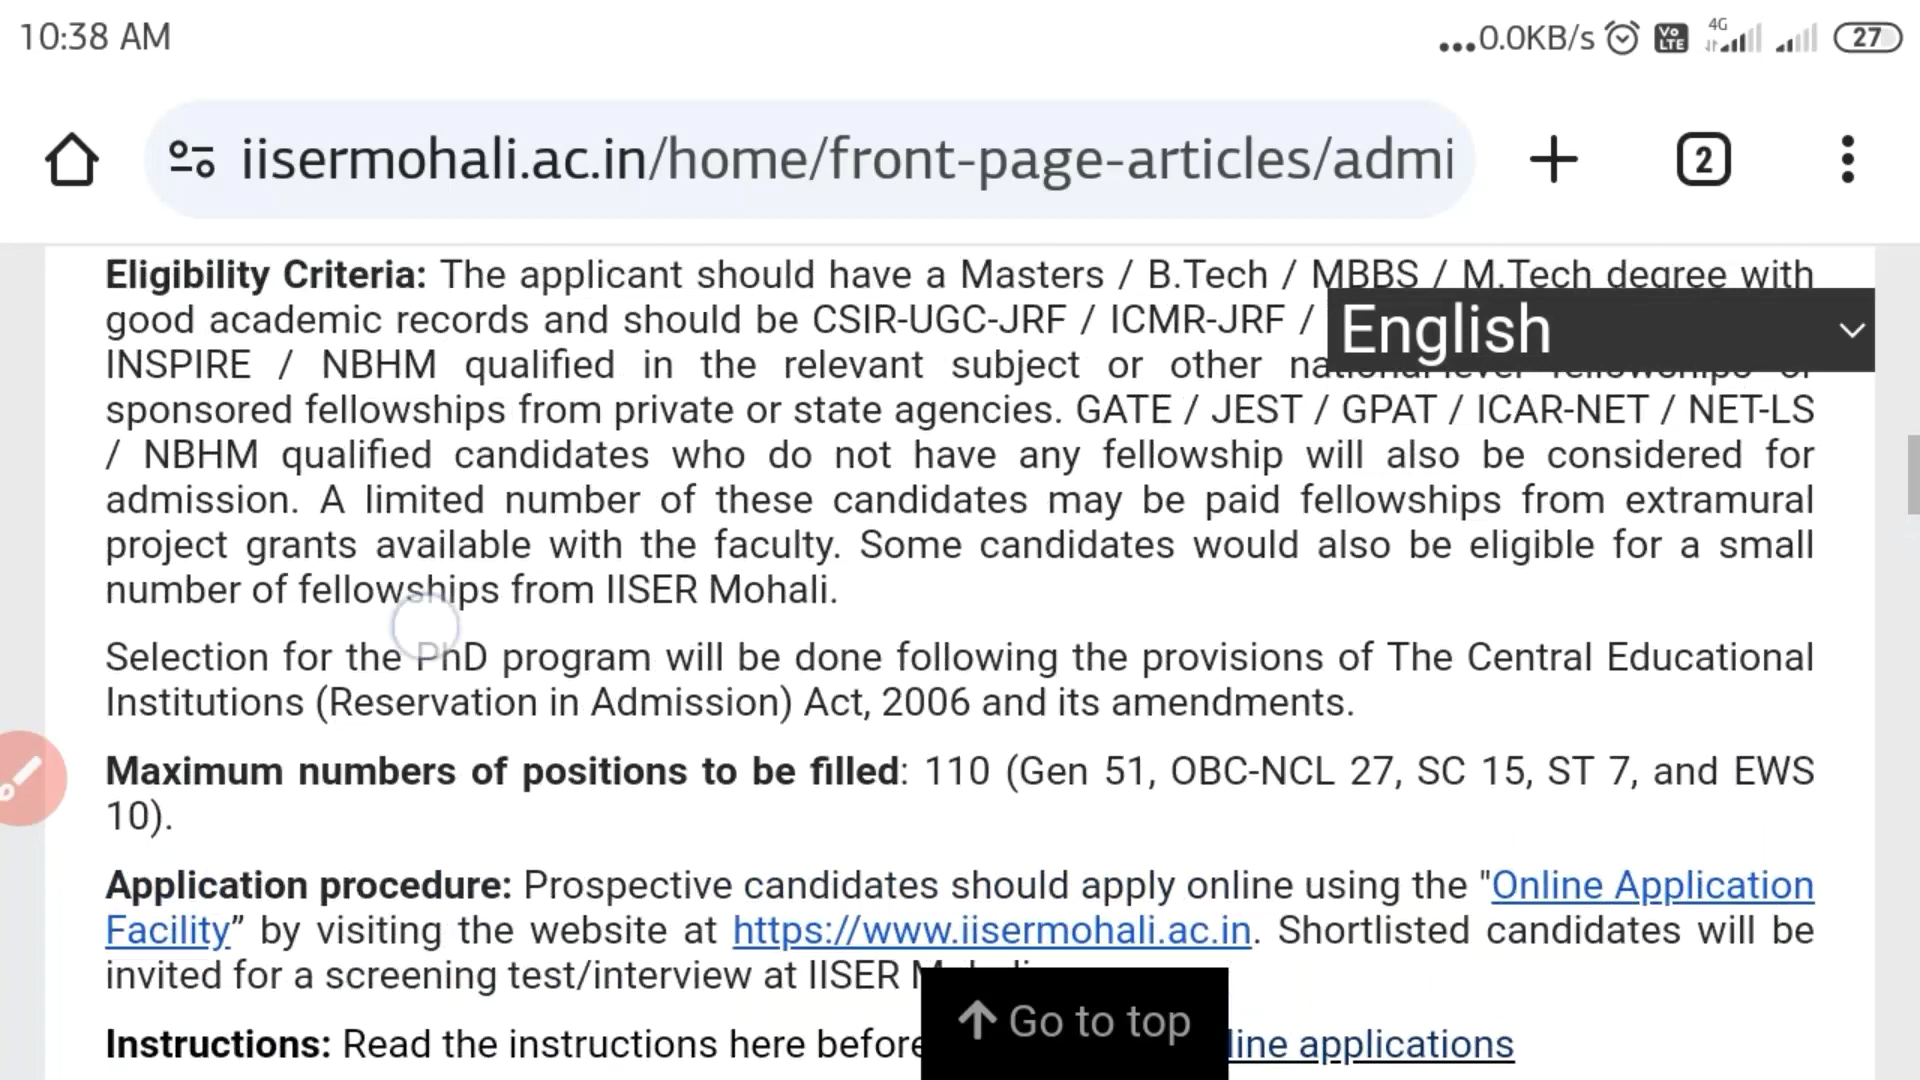 10:38 AM
...0.0KB/s Vo LTE 4G 27
iisermohali.ac.in/home/front-page-articles/admi
2
Eligibility Criteria: The applicant should have a Masters / B.Tech / MBBS / M.Tech degree with
good academic records and should be CSIR-UGC-JRF / ICMR-JRF /
English
INSPIRE / NBHM qualified in the relevant subject or other national level fellowships or
sponsored fellowships from private or state agencies. GATE / JEST / GPAT / ICAR-NET / NET-LS
/ NBHM qualified candidates who do not have any fellowship will also be considered for
admission. A limited number of these candidates may be paid fellowships from extramural
project grants available with the faculty. Some candidates would also be eligible for a small
number of fellowships from IISER Mohali.
Selection for the PhD program will be done following the provisions of The Central Educational
Institutions (Reservation in Admission) Act, 2006 and its amendments.
Maximum numbers of positions to be filled: 110 (Gen 51, OBC-NCL 27, SC 15, ST 7, and EWS
10).
Application procedure: Prospective candidates should apply online using the "Online Application
Facility” by visiting the website at https://www.iisermohali.ac.in. Shortlisted candidates will be
invited for a screening test/interview at IISER Mohali
Go to top
Instructions: Read the instructions here before line applications